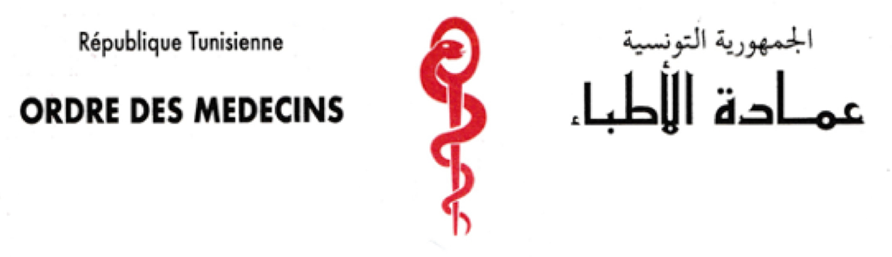 République Tunisienne
ORDRE DES MEDECINS
الجمهورية التونسية
عمادة الأطباء